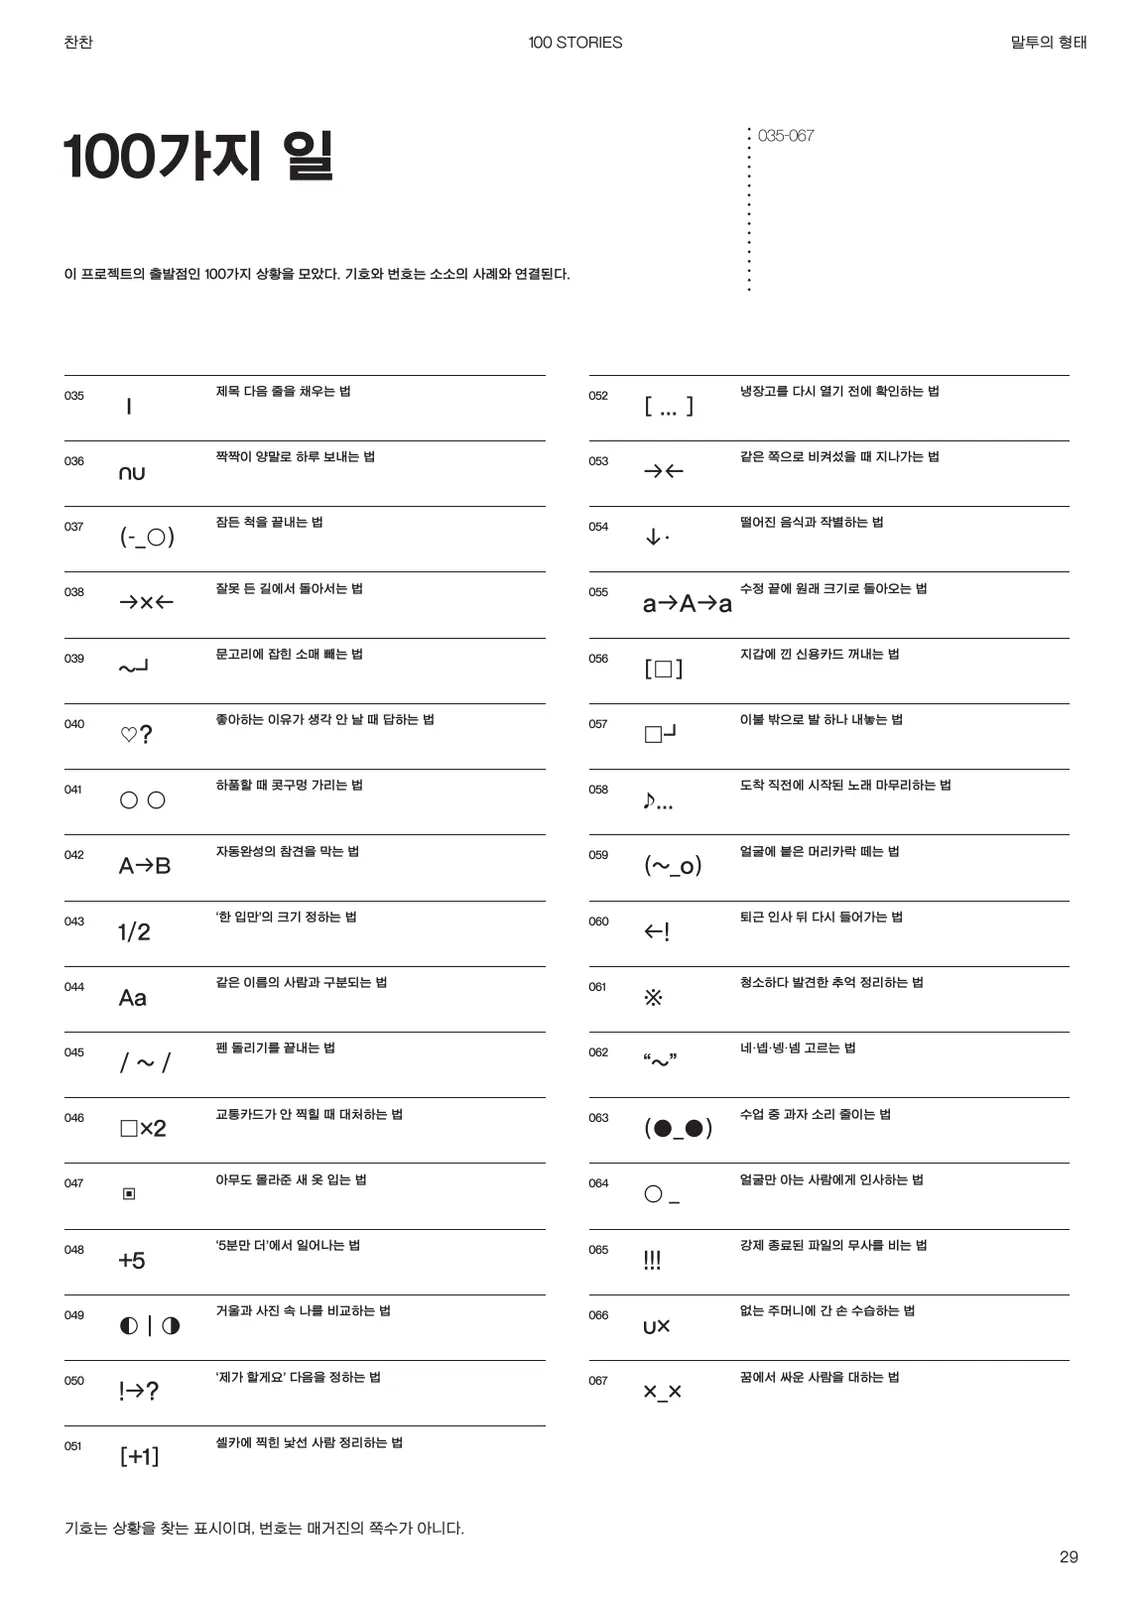 찬찬
100 STORIES
말투의 형태
100가지 일
035-067
이 프로젝트의 출발점인 100가지 상황을 모았다. 기호와 번호는 소소의 사례와 연결된다.
035 | 제목 다음 줄을 채우는 법
036 ∩∪ 짝짝이 양말로 하루 보내는 법
037 (-_○) 잠든 척을 끝내는 법
038 →×← 잘못 든 길에서 돌아서는 법
039 ～┘ 문고리에 잡힌 소매 빼는 법
040 ♡? 좋아하는 이유가 생각 안 날 때 답하는 법
041 ○ ○ 하품할 때 콧구멍 가리는 법
042 A→B 자동완성의 참견을 막는 법
043 1/2 ‘한 입만’의 크기 정하는 법
044 Aa 같은 이름의 사람과 구분되는 법
045 / ～ / 펜 돌리기를 끝내는 법
046 □×2 교통카드가 안 찍힐 때 대처하는 법
047 ▣ 아무도 몰라준 새 옷 입는 법
048 +5 ‘5분만 더’에서 일어나는 법
049 ◐ | ◑ 거울과 사진 속 나를 비교하는 법
050 !→? ‘제가 할게요’ 다음을 정하는 법
051 [+1] 셀카에 찍힌 낯선 사람 정리하는 법
052 [ ... ] 냉장고를 다시 열기 전에 확인하는 법
053 →← 같은 쪽으로 비켜섰을 때 지나가는 법
054 ↓· 떨어진 음식과 작별하는 법
055 a→A→a 수정 끝에 원래 크기로 돌아오는 법
056 [□] 지갑에 낀 신용카드 꺼내는 법
057 □┘ 이불 밖으로 발 하나 내놓는 법
058 ♪... 도착 직전에 시작된 노래 마무리하는 법
059 (～_o) 얼굴에 붙은 머리카락 떼는 법
060 ←! 퇴근 인사 뒤 다시 들어가는 법
061 ※ 청소하다 발견한 추억 정리하는 법
062 “～” 네·넵·넹·넴 고르는 법
063 (●_●) 수업 중 과자 소리 줄이는 법
064 ○ _ 얼굴만 아는 사람에게 인사하는 법
065 !!! 강제 종료된 파일의 무사를 비는 법
066 ∪× 없는 주머니에 간 손 수습하는 법
067 ×_× 꿈에서 싸운 사람을 대하는 법
기호는 상황을 찾는 표시이며, 번호는 매거진의 쪽수가 아니다.
29